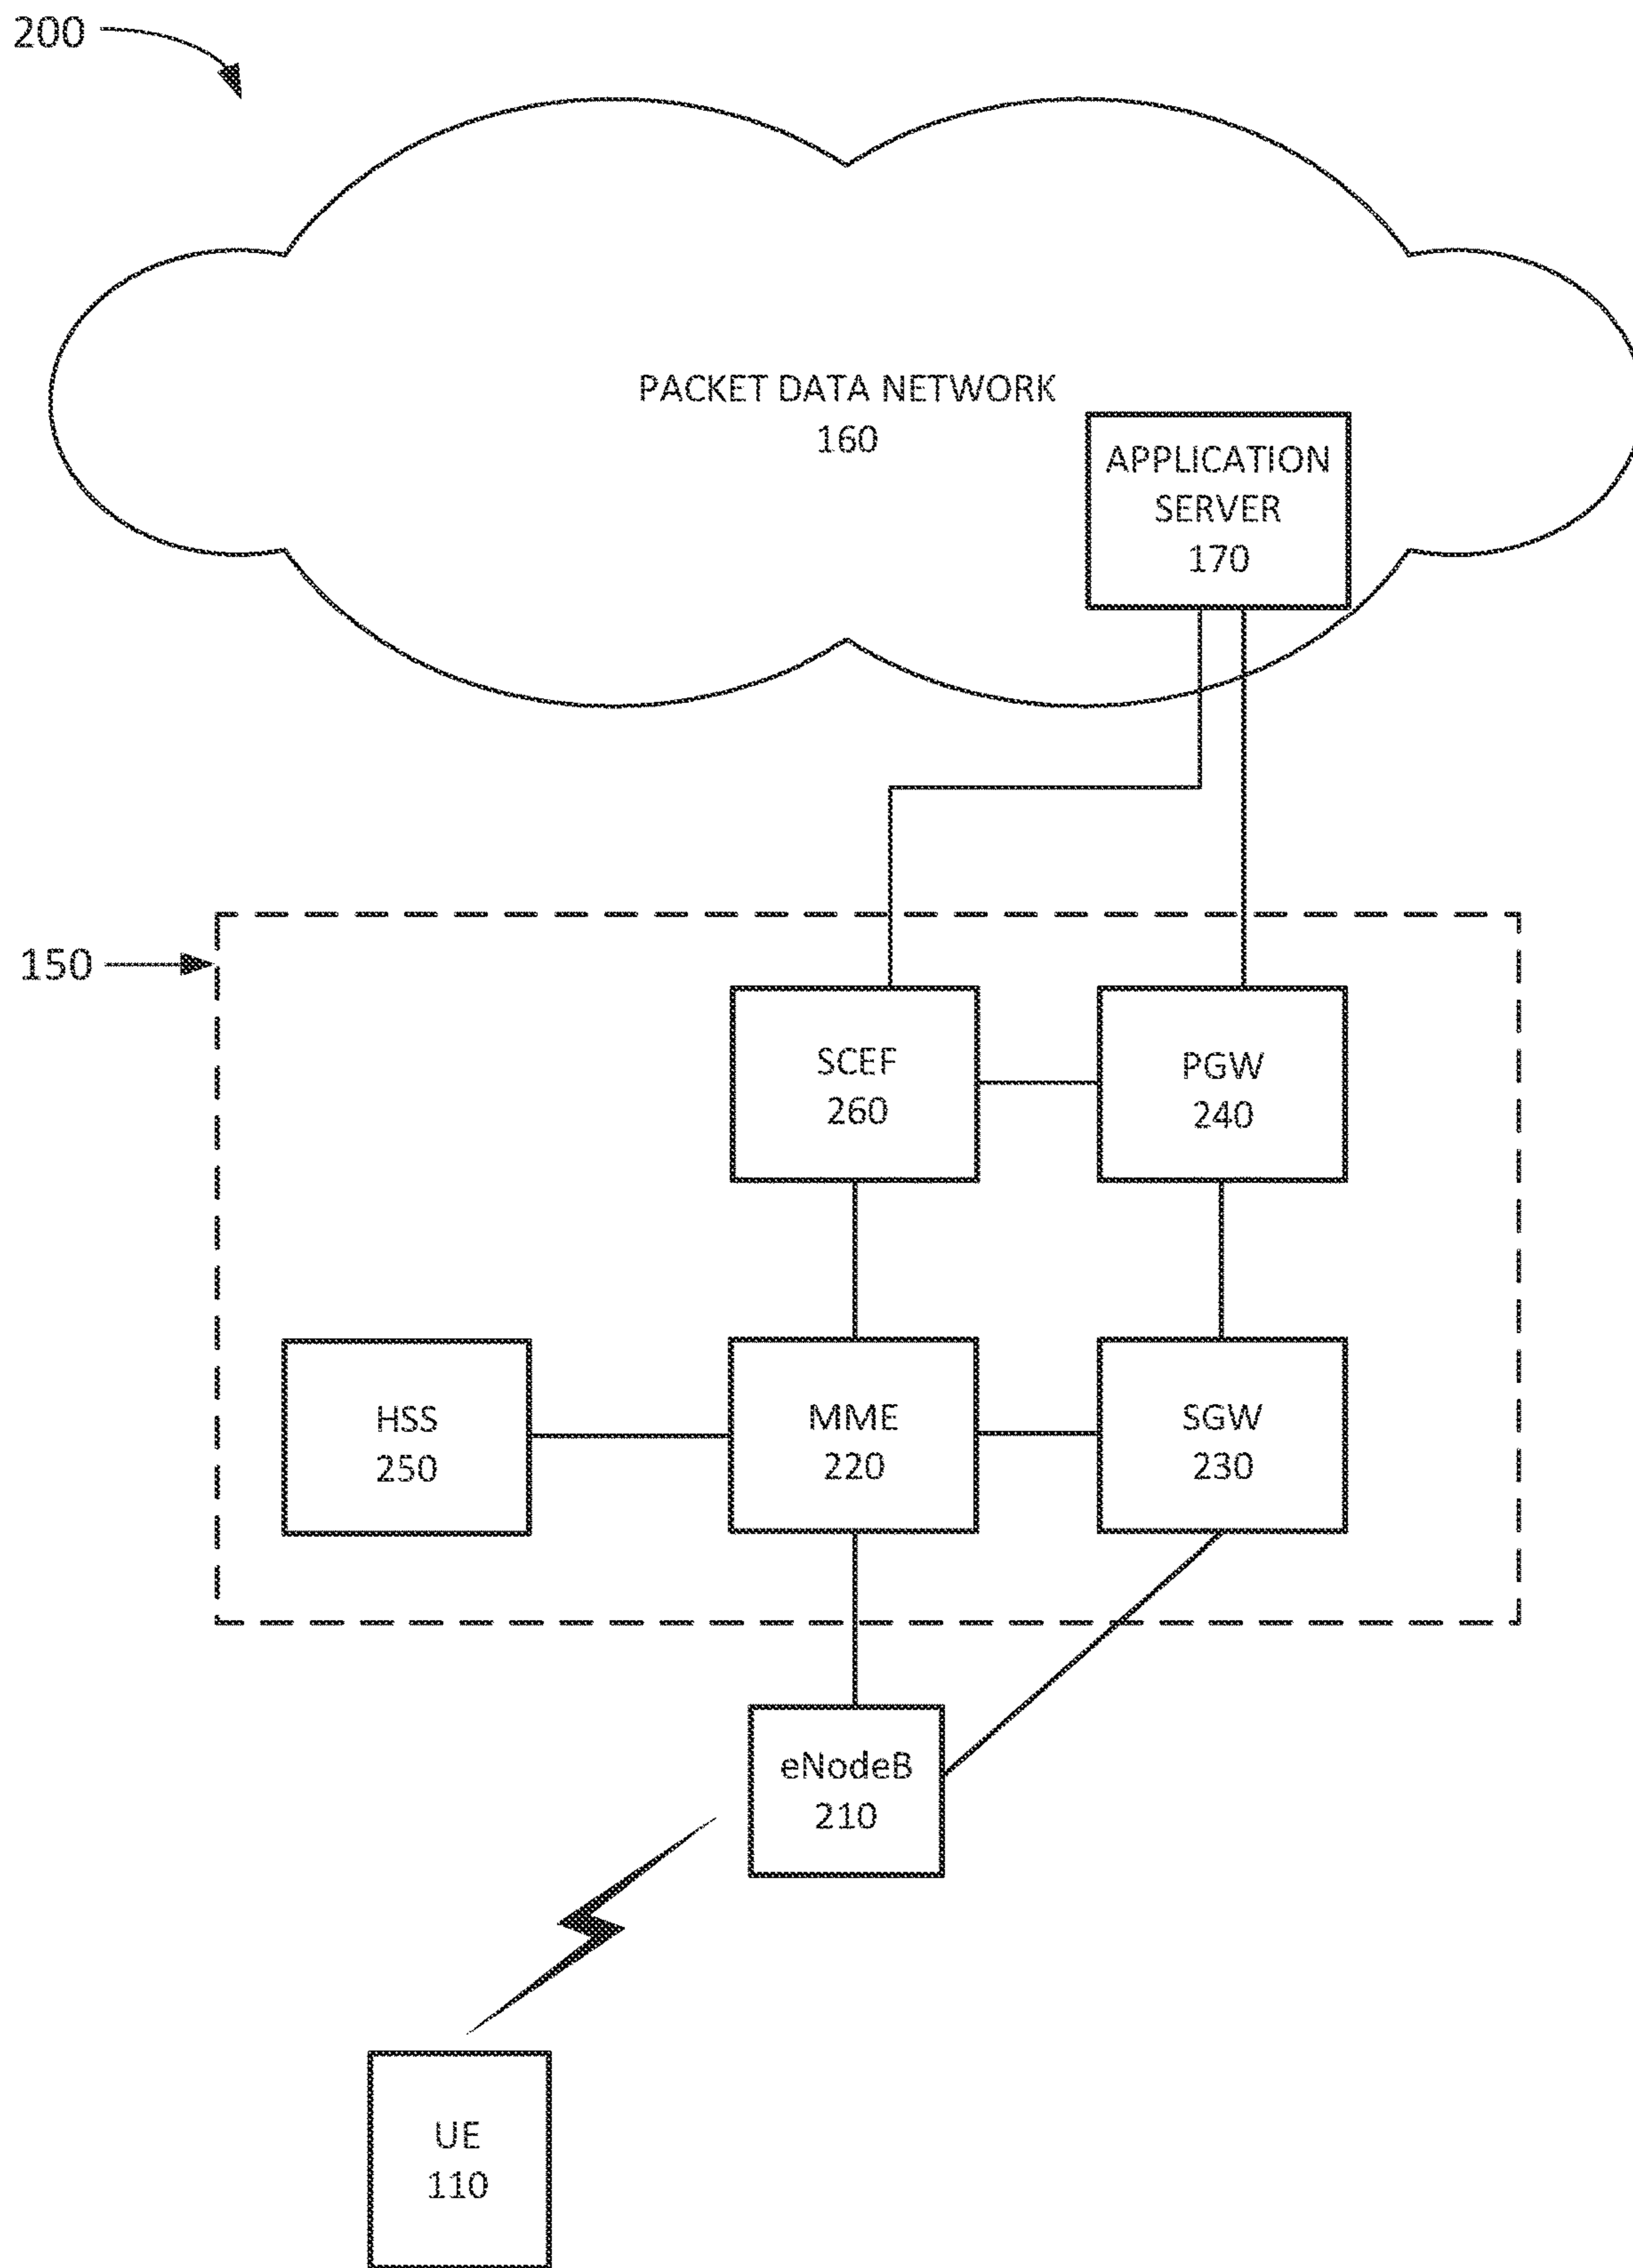 200
PACKET DATA NETWORK
160
APPLICATION
SERVER
170
150
SCEF
260
PGW
240
HSS
250
MME
220
SGW
230
eNodeB
210
UE
110